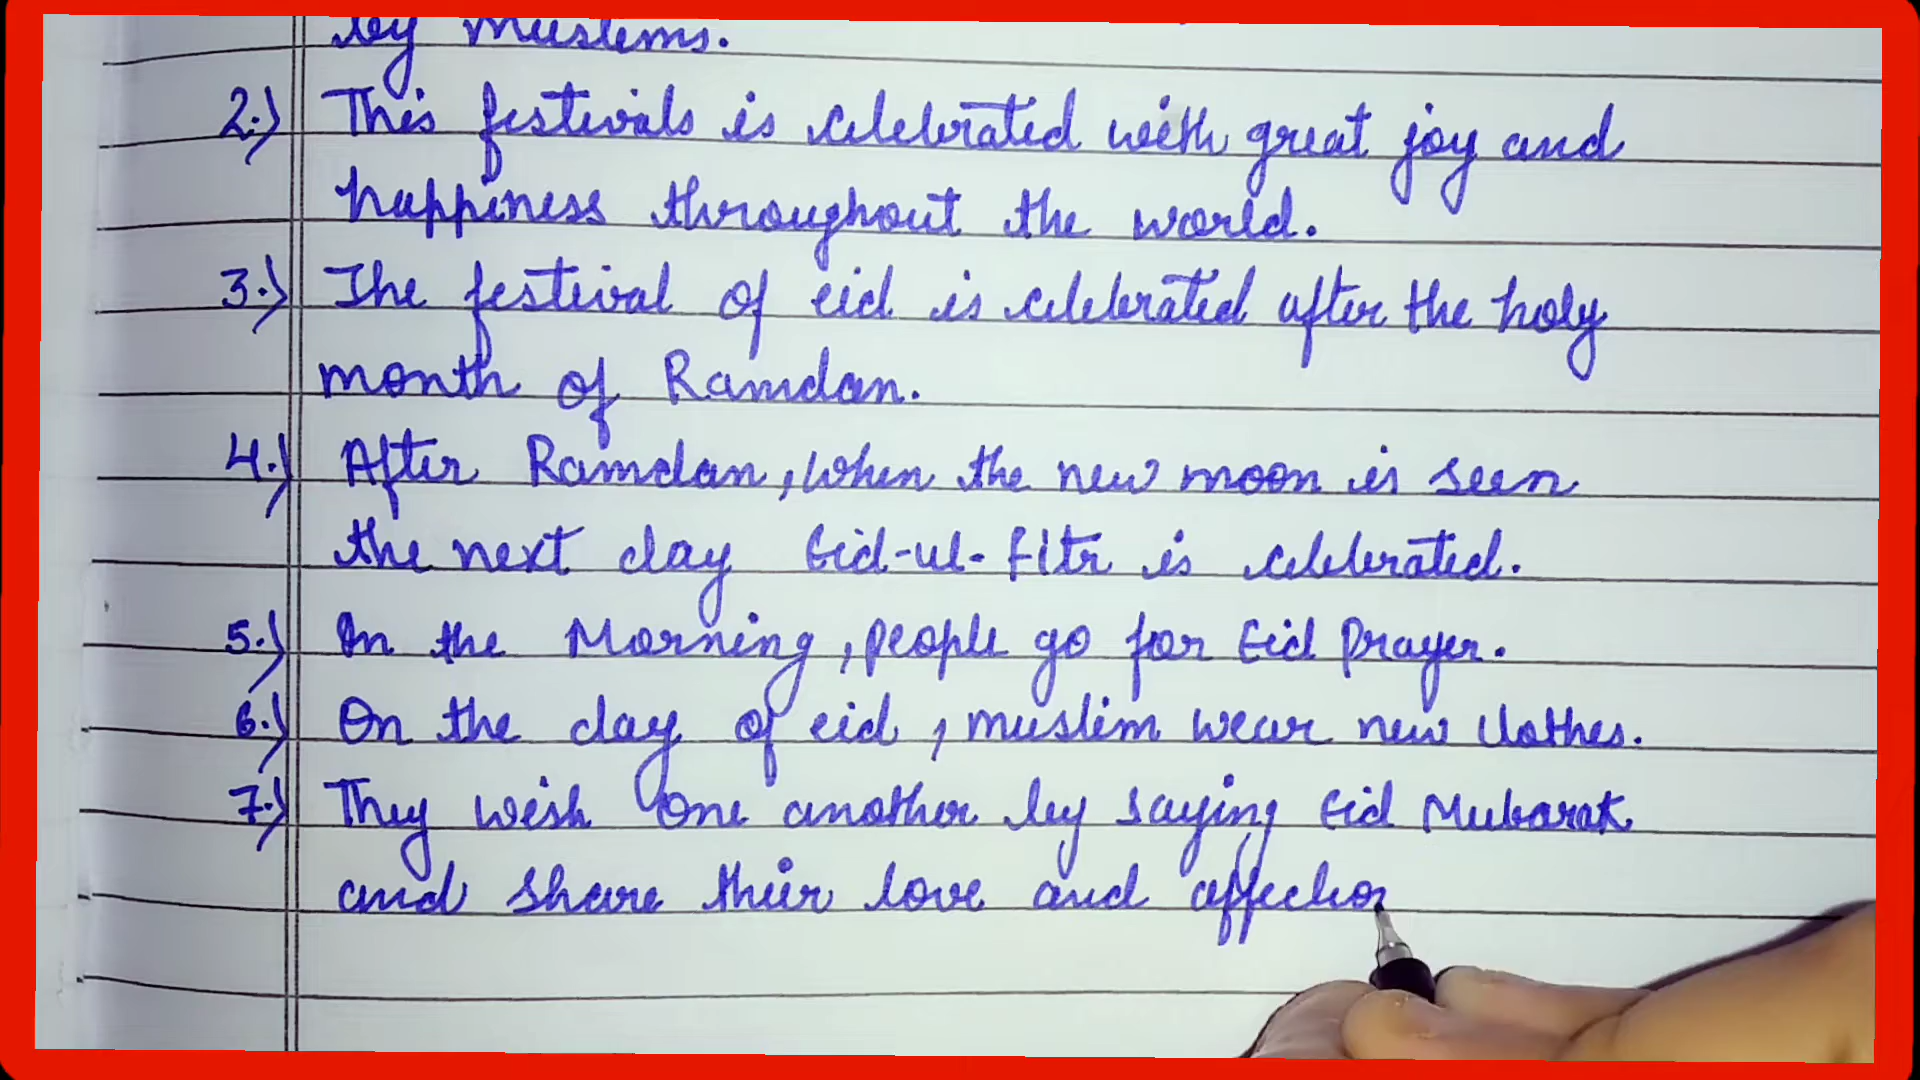 by Muslems.
2.) This festivals is celebrated with great joy and
happiness throughout the world.
3.) The festival of eid is celebrated after the holy
month of Ramdan.
4.) After Ramdan, when the new moon is seen
the next day Eid-ul-Fitr is celebrated.
5.) In the Morning, people go for Eid Prayer.
6.) On the day of eid, muslim wear new clothes.
7.) They wish one another by saying Eid Mubarak
and share their love and affection